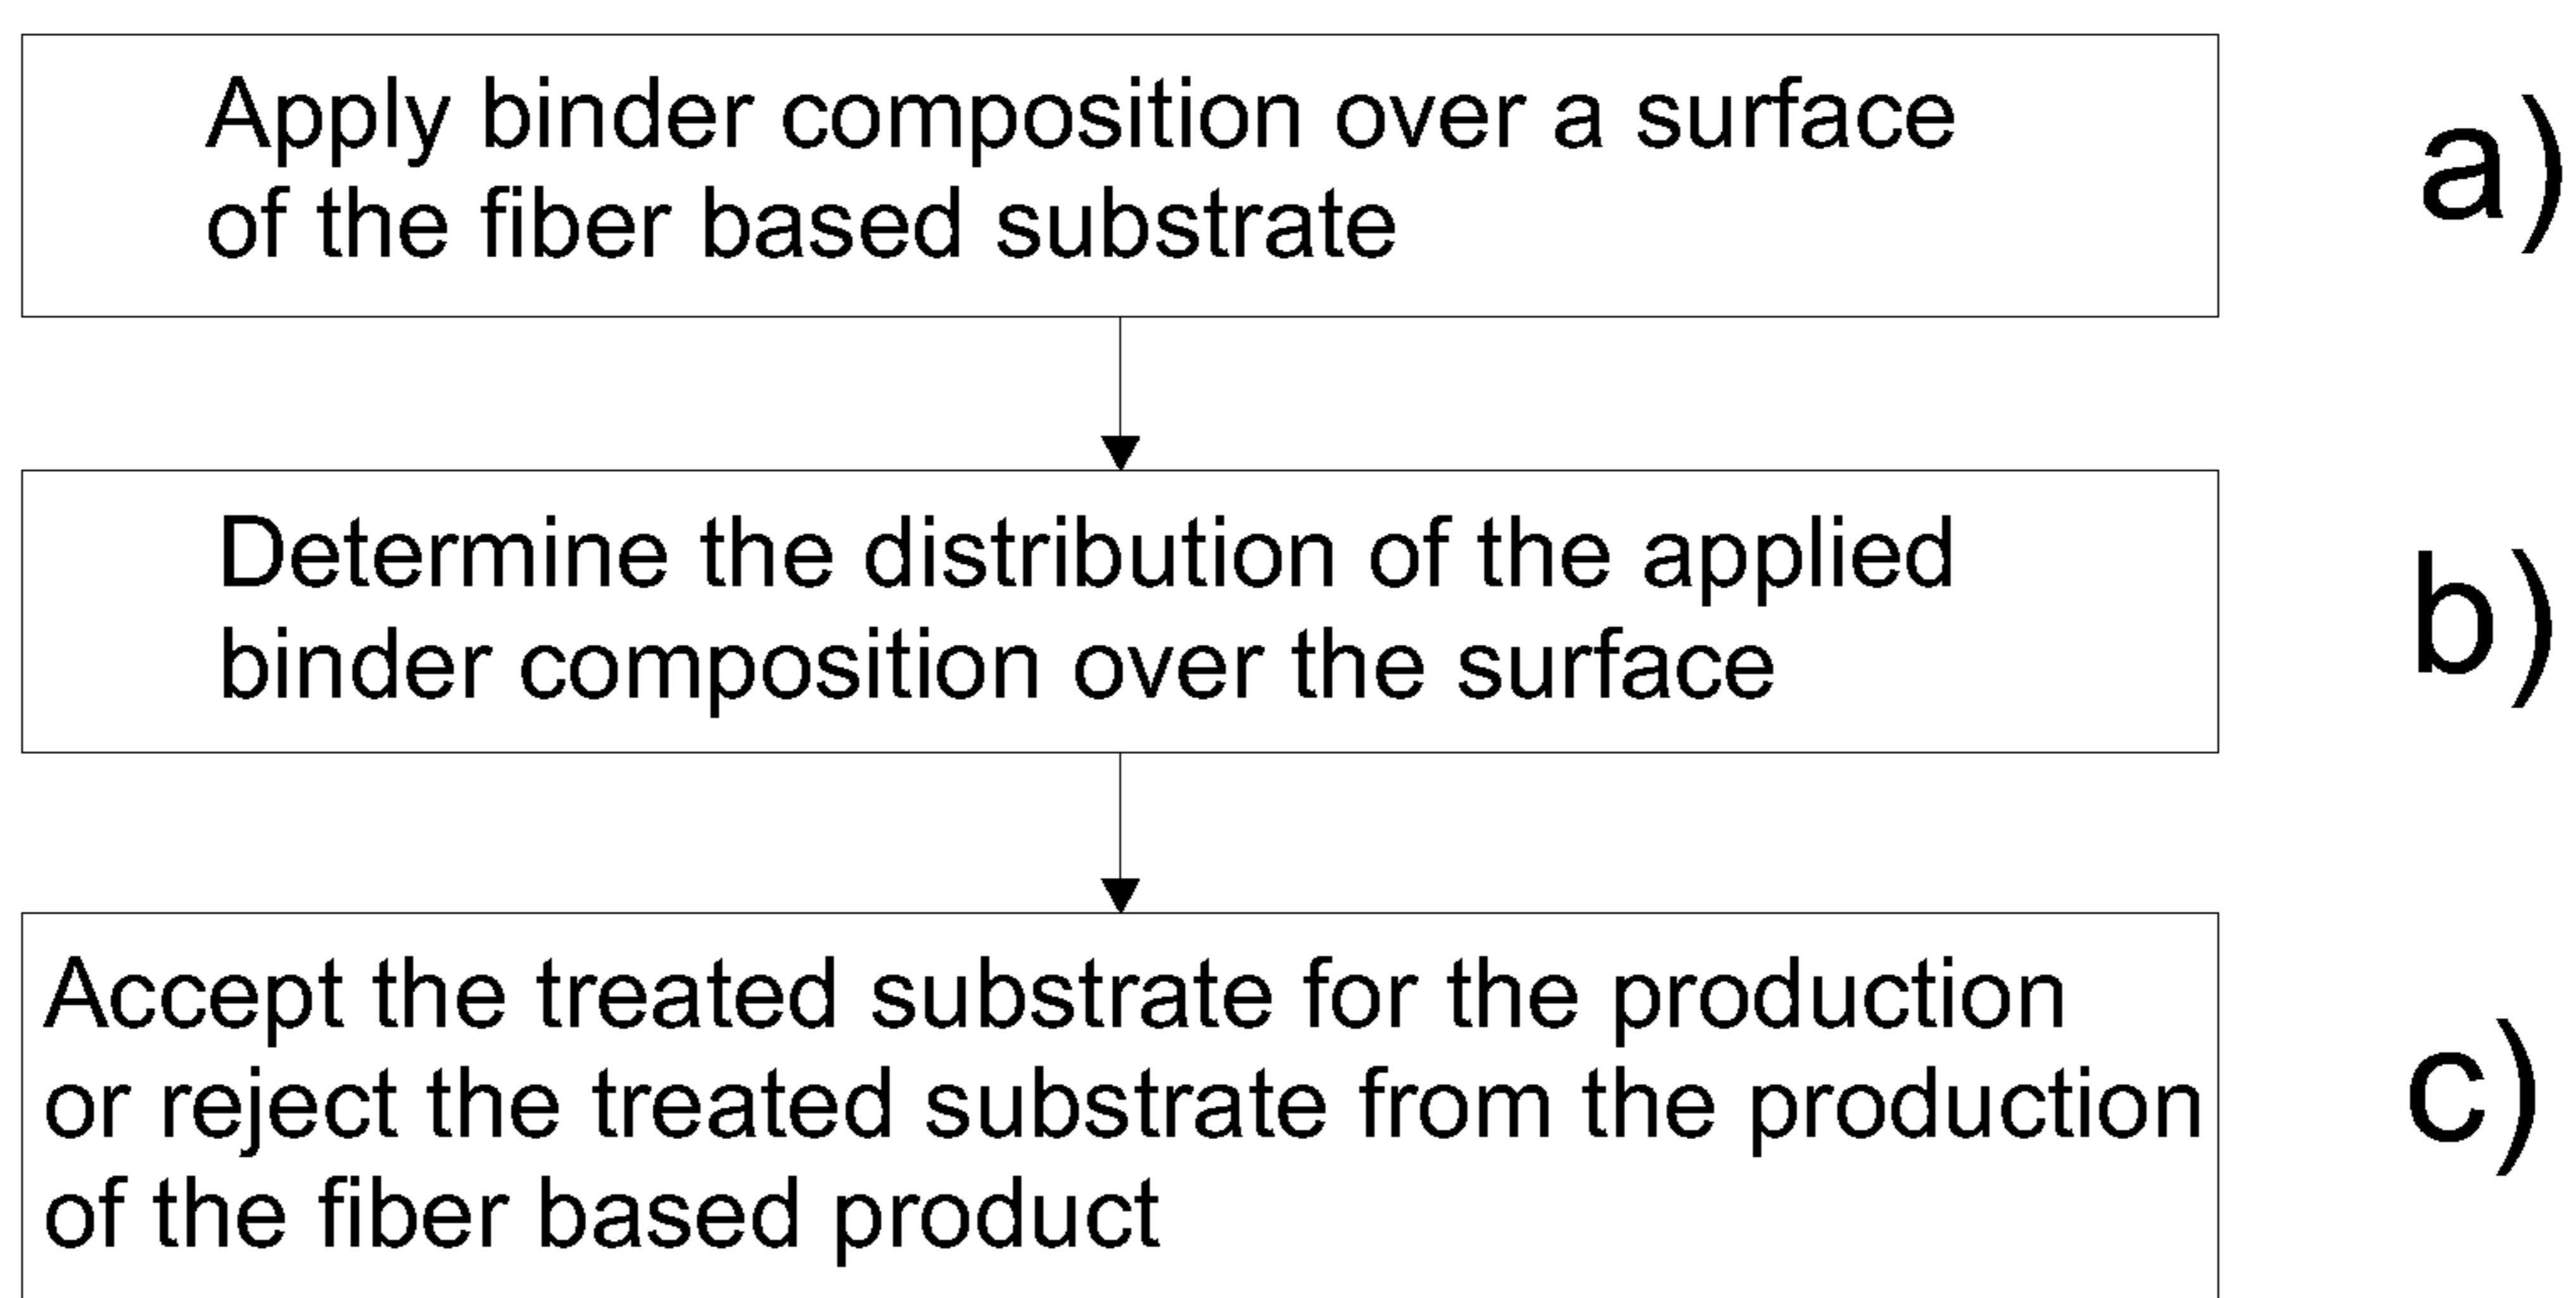 Apply binder composition over a surface
of the fiber based substrate
a)
Determine the distribution of the applied
binder composition over the surface
b)
Accept the treated substrate for the production
or reject the treated substrate from the production
of the fiber based product
c)